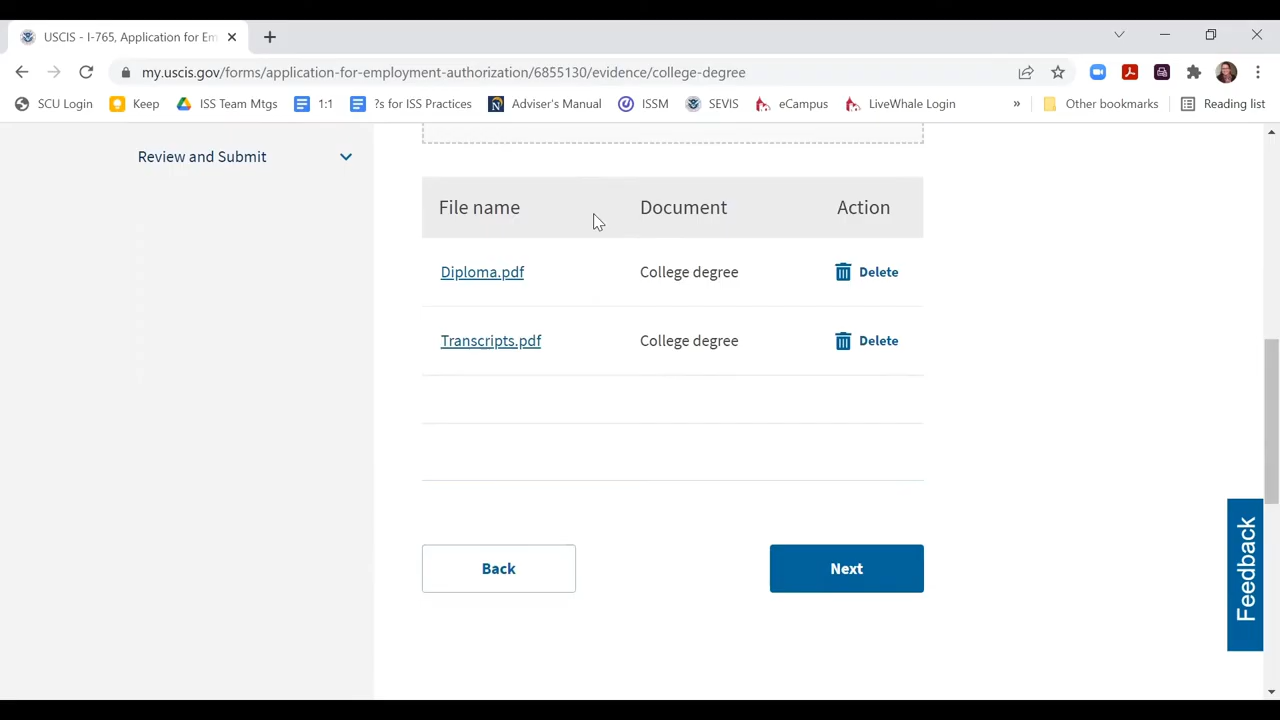 USCIS - I-765, Application for Em
my.uscis.gov/forms/application-for-employment-authorization/6855130/evidence/college-degree
SCU Login Keep ISS Team Mtgs 1:1 ?s for ISS Practices Adviser's Manual ISSM SEVIS eCampus LiveWhale Login » Other bookmarks Reading list
Review and Submit
File name Document Action
Diploma.pdf College degree Delete
Transcripts.pdf College degree Delete
Back Next
Feedback